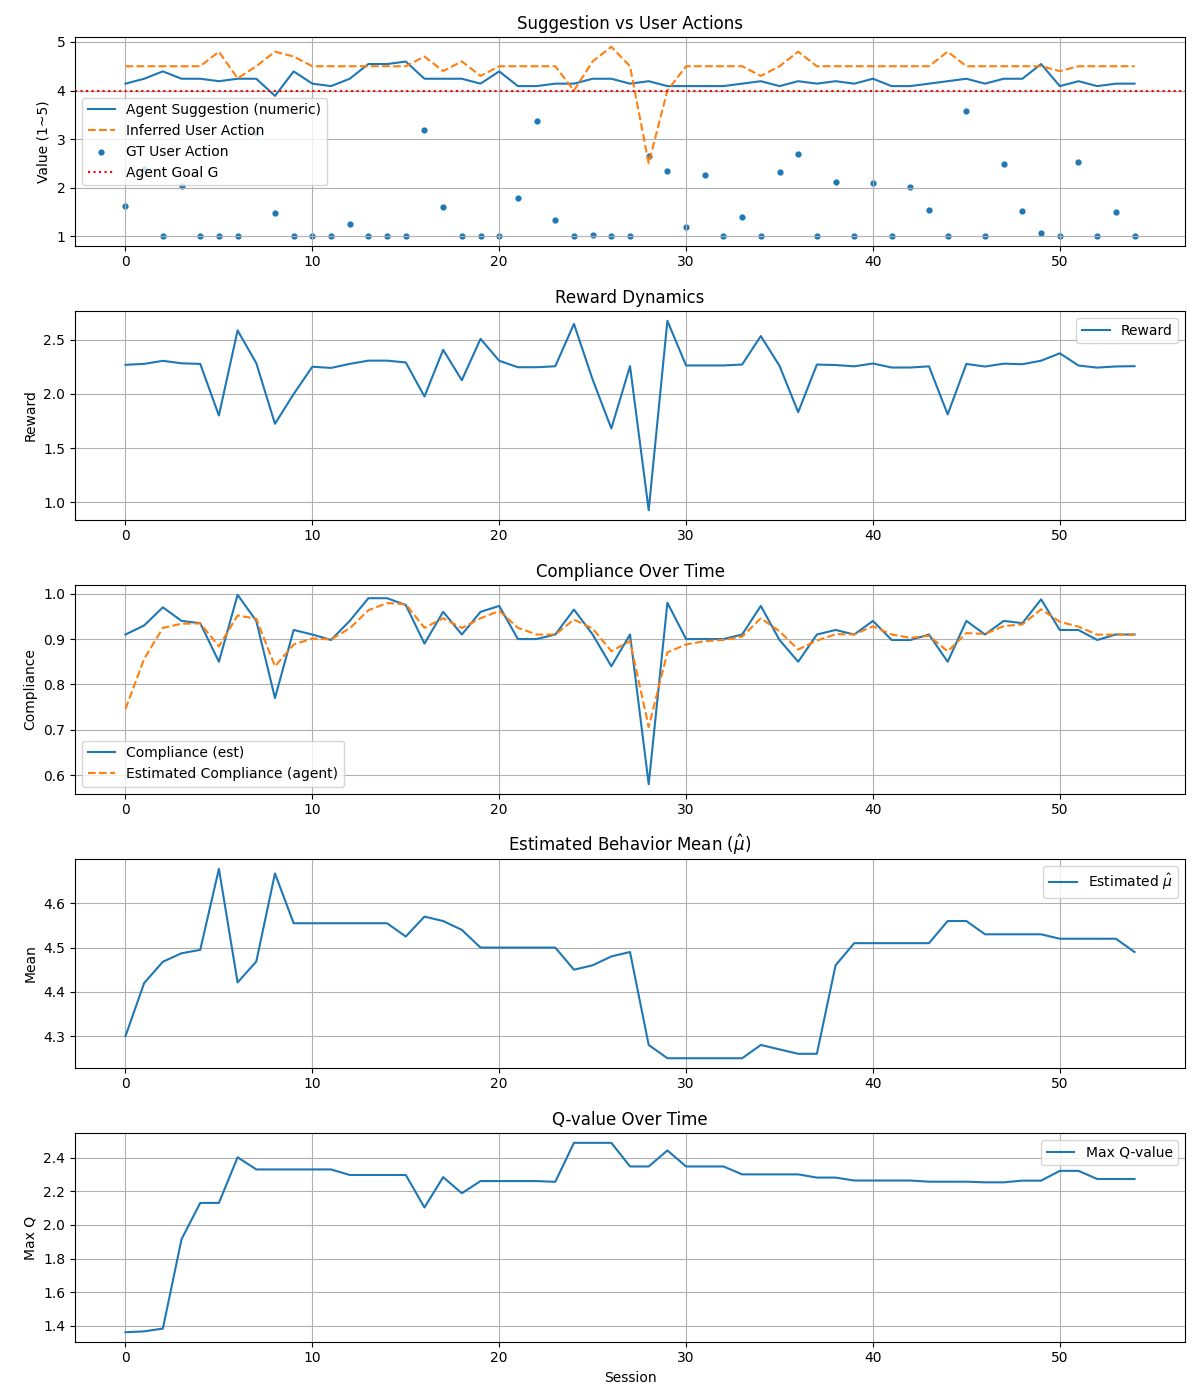 Suggestion vs User Actions
Value (1~5)
5
4
3
2
1
Agent Suggestion (numeric)
Inferred User Action
GT User Action
Agent Goal G
0 10 20 30 40 50
Reward Dynamics
Reward
2.5
2.0
1.5
1.0
Reward
0 10 20 30 40 50
Compliance Over Time
Compliance
1.0
0.9
0.8
0.7
0.6
Compliance (est)
Estimated Compliance (agent)
0 10 20 30 40 50
Estimated Behavior Mean (μ̂)
Mean
4.6
4.5
4.4
4.3
Estimated μ̂
0 10 20 30 40 50
Q-value Over Time
Max Q
2.4
2.2
2.0
1.8
1.6
1.4
Max Q-value
0 10 20 30 40 50
Session